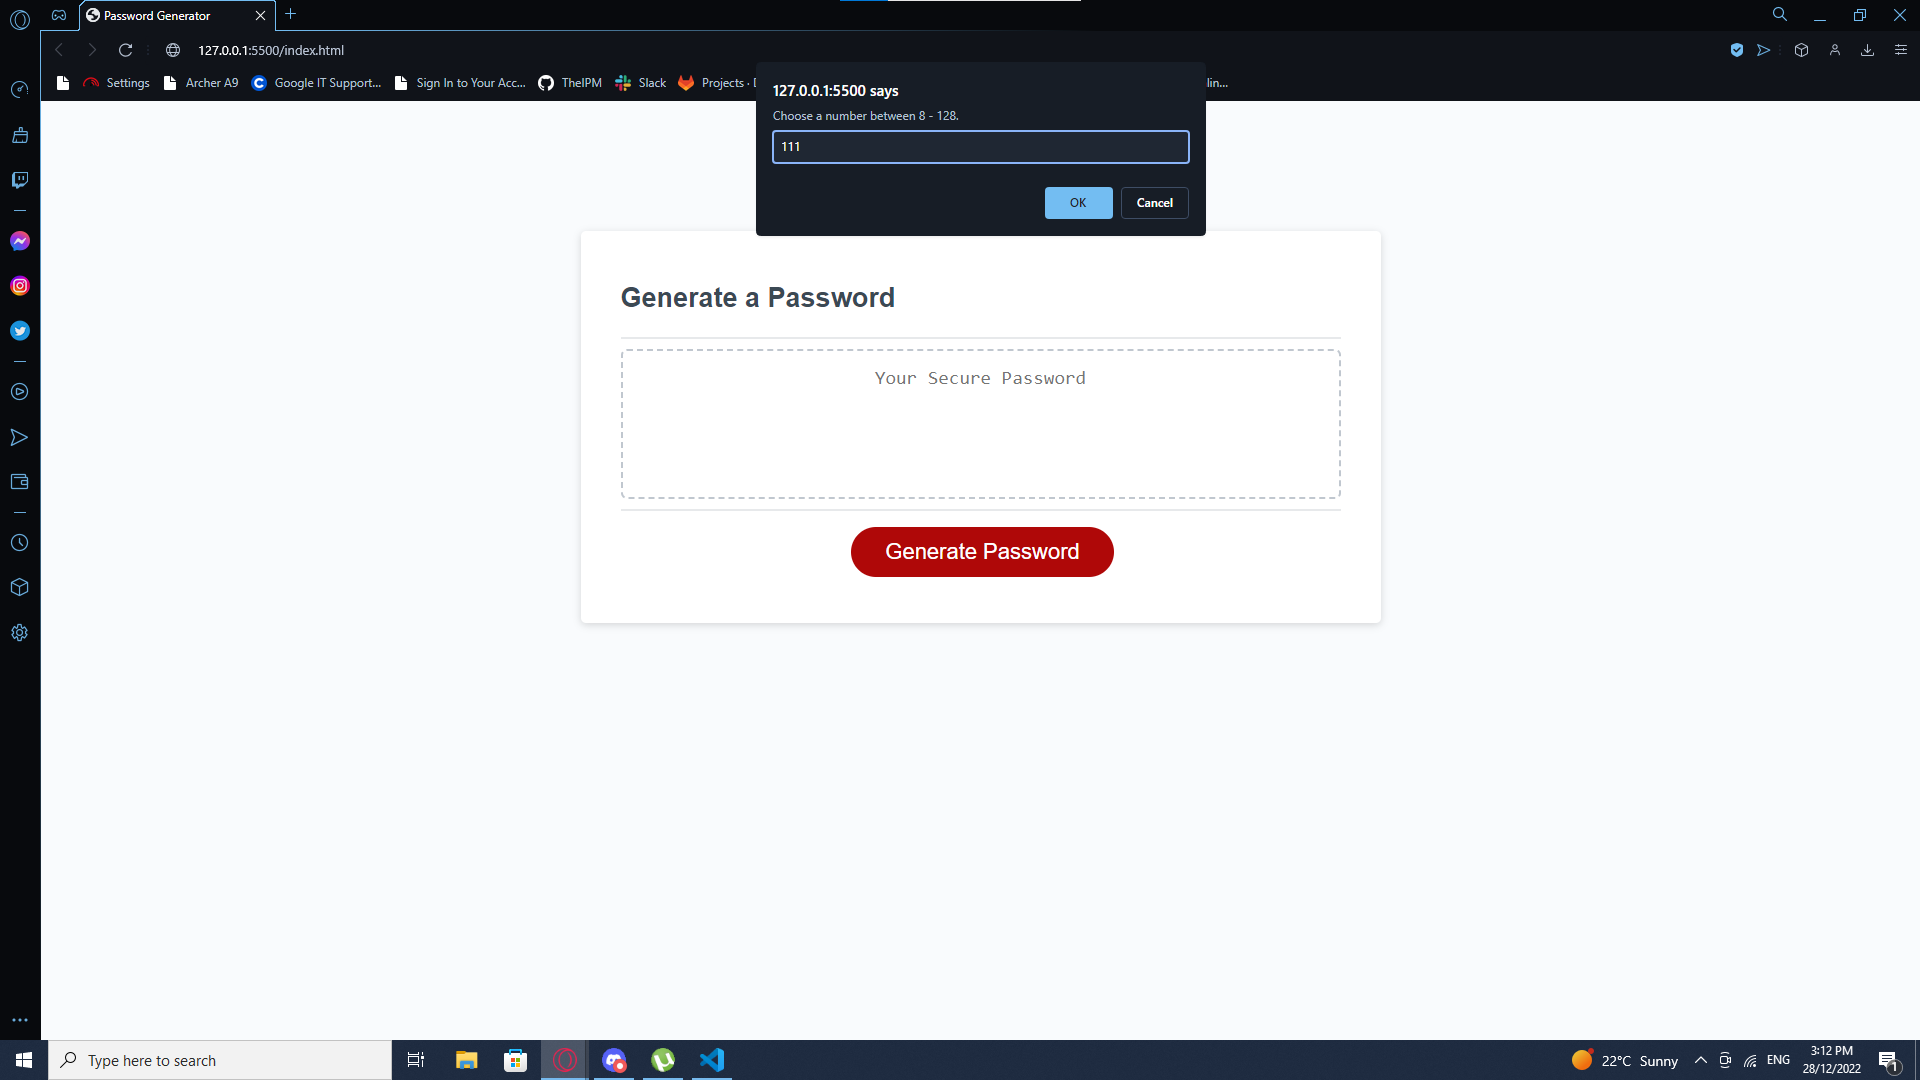 Password Generator
127.0.0.1:5500/index.html
Settings
Archer A9
Google IT Support...
Sign In to Your Acc...
TheIPM
Slack
Projects ·
lin...
127.0.0.1:5500 says
Choose a number between 8 - 128.
111
OK
Cancel
Generate a Password
Your Secure Password
Generate Password
Type here to search
22°C Sunny
ENG
3:12 PM
28/12/2022
1